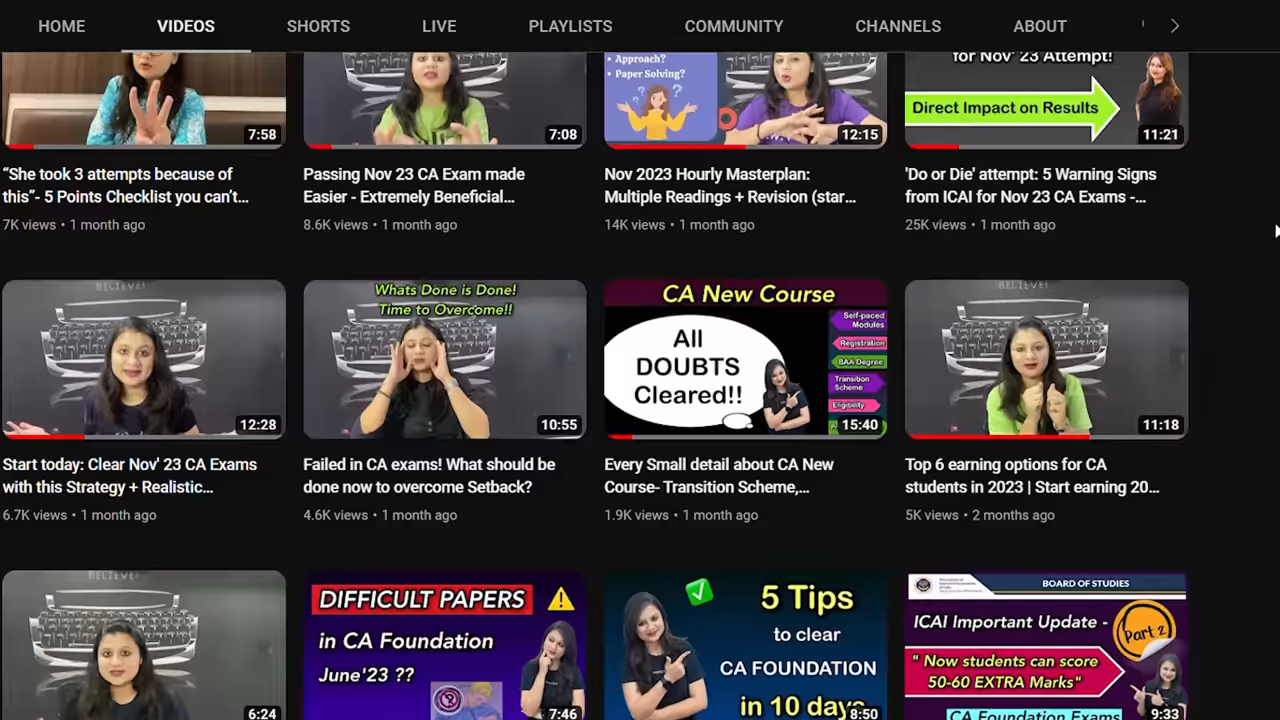 HOME VIDEOS SHORTS LIVE PLAYLISTS COMMUNITY CHANNELS ABOUT
7:58
7:08
• Approach?
• Paper Solving?
12:15
for Nov' 23 Attempt!
Direct Impact on Results
11:21
“She took 3 attempts because of
this”- 5 Points Checklist you can’t...
7K views • 1 month ago
Passing Nov 23 CA Exam made
Easier - Extremely Beneficial...
8.6K views • 1 month ago
Nov 2023 Hourly Masterplan:
Multiple Readings + Revision (star...
14K views • 1 month ago
'Do or Die' attempt: 5 Warning Signs
from ICAI for Nov 23 CA Exams -...
25K views • 1 month ago
BELIEVE!
12:28
Whats Done is Done!
Time to Overcome!!
10:55
CA New Course
All
DOUBTS
Cleared!!
Self-paced
Modules
Registration
BAA Degree
Transition
Scheme
Eligibility
15:40
BELIEVE!
11:18
Start today: Clear Nov' 23 CA Exams
with this Strategy + Realistic...
6.7K views • 1 month ago
Failed in CA exams! What should be
done now to overcome Setback?
4.6K views • 1 month ago
Every Small detail about CA New
Course- Transition Scheme,...
1.9K views • 1 month ago
Top 6 earning options for CA
students in 2023 | Start earning 20...
5K views • 2 months ago
BELIEVE!
6:24
DIFFICULT PAPERS
in CA Foundation
June'23 ??
7:46
5 Tips
to clear
CA FOUNDATION
in 10 days
8:50
BOARD OF STUDIES
ICAI Important Update -
Part 2
" Now students can score
50-60 EXTRA Marks"
CA Foundation Exams
9:33